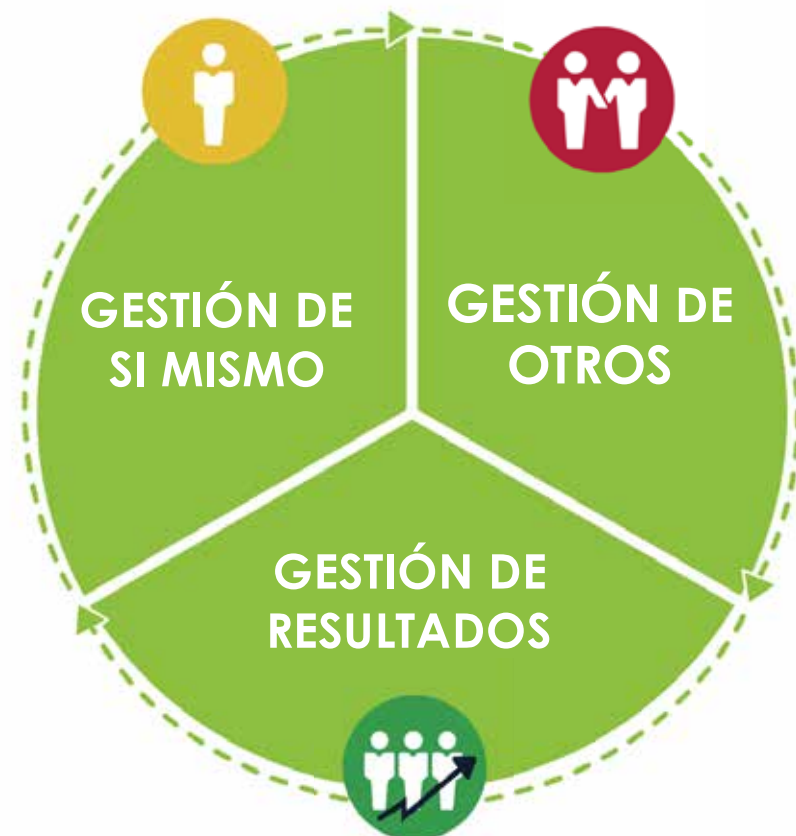 GESTIÓN DE
SI MISMO
GESTIÓN DE
OTROS
GESTIÓN DE
RESULTADOS